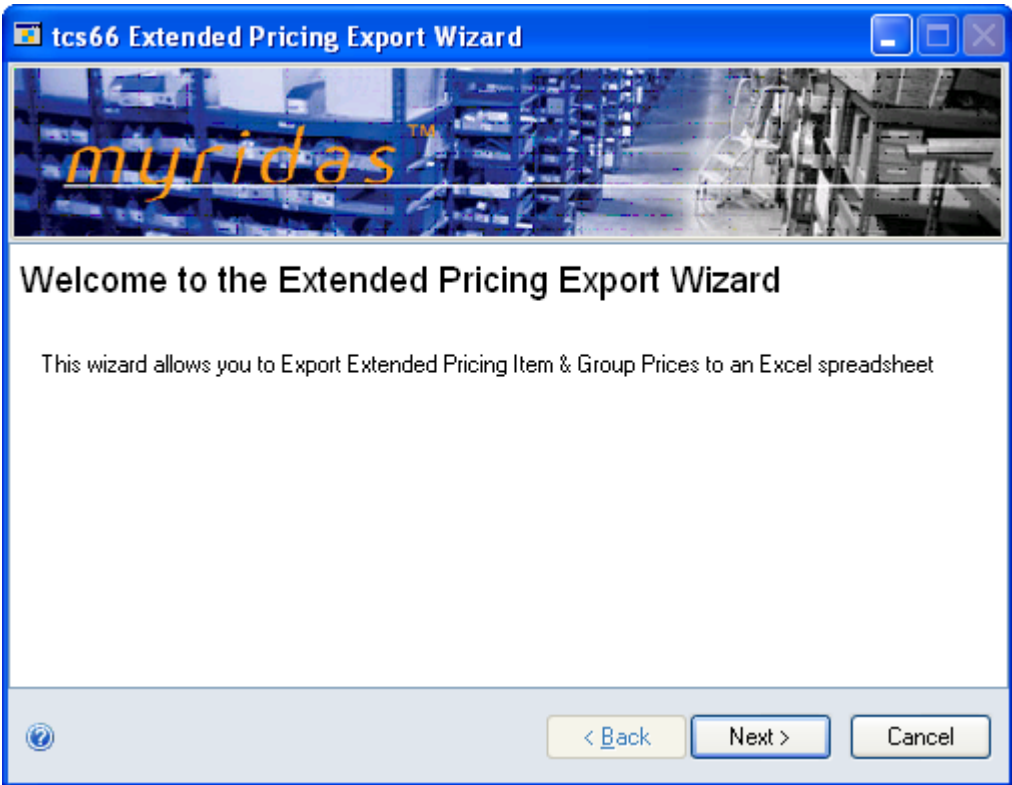 tcs66 Extended Pricing Export Wizard
myridas™
Welcome to the Extended Pricing Export Wizard
This wizard allows you to Export Extended Pricing Item & Group Prices to an Excel spreadsheet
< Back Next > Cancel